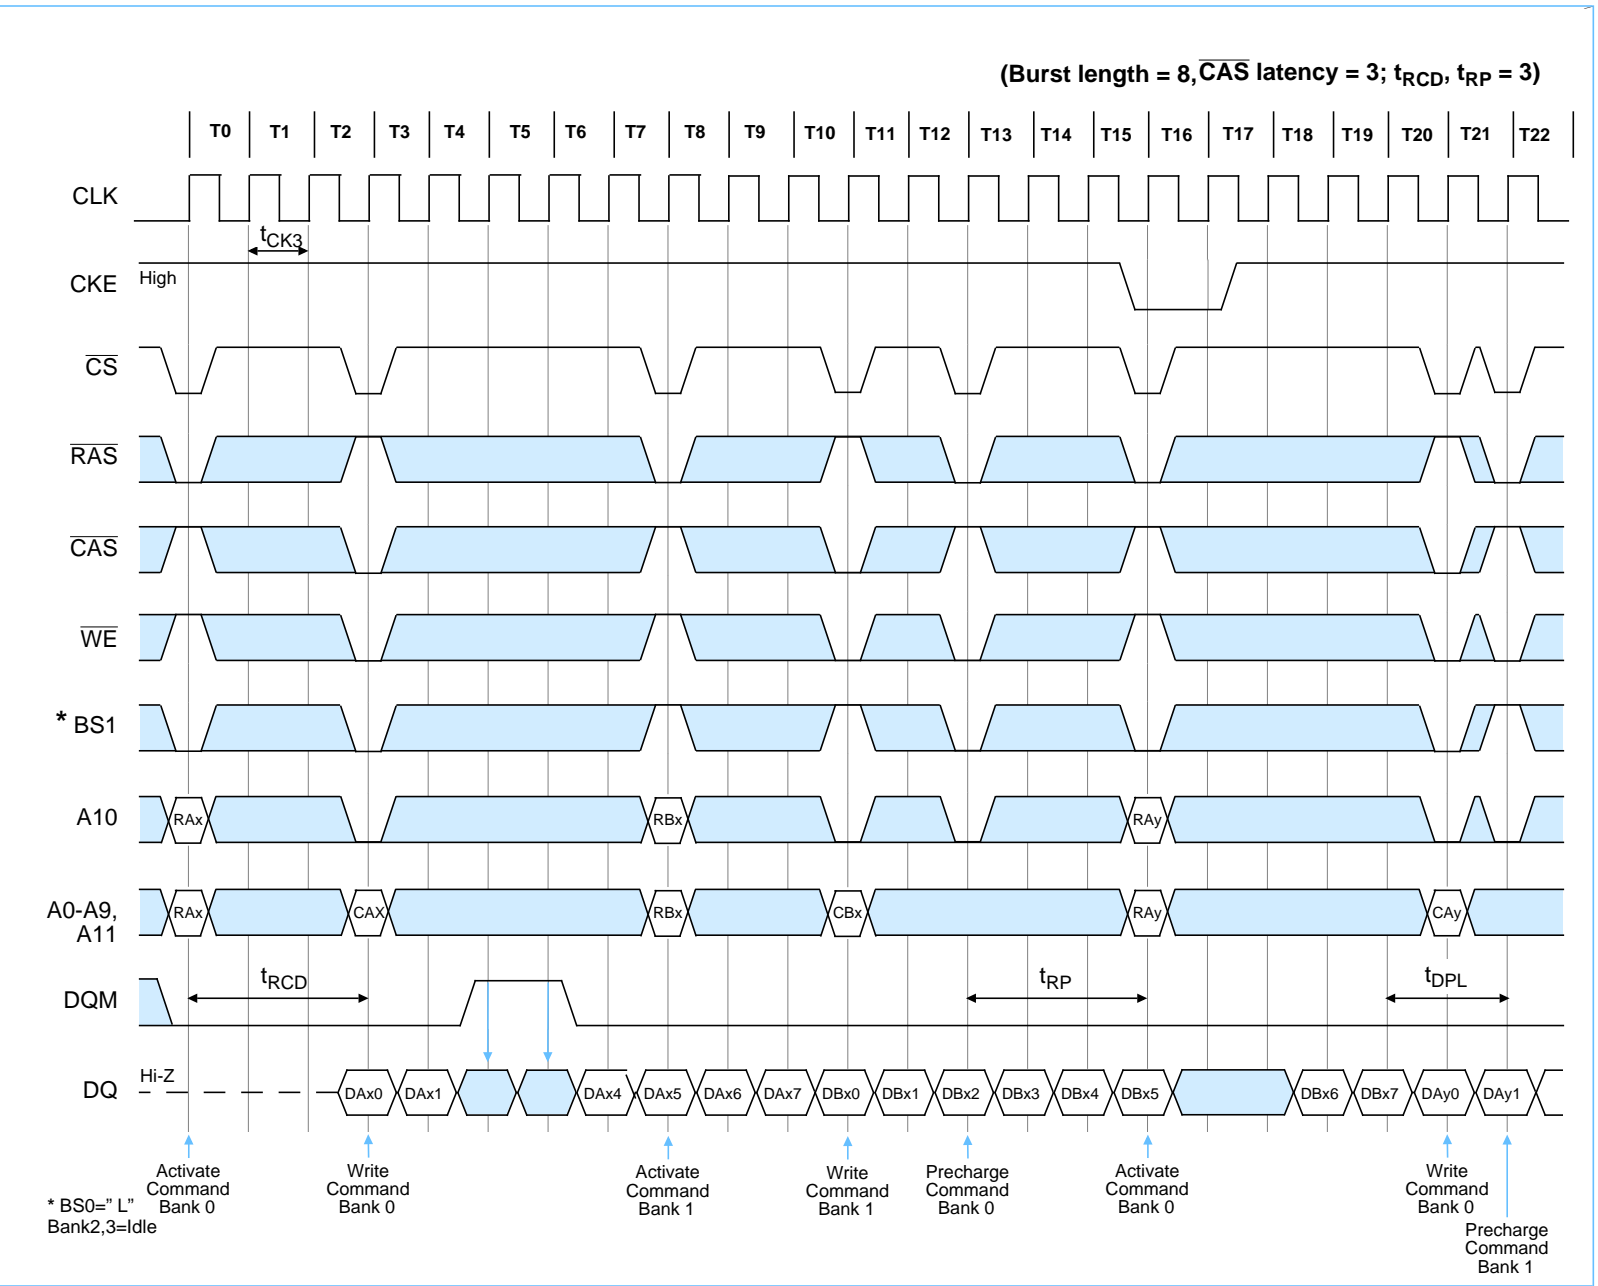 (Burst length = 8, CAS latency = 3; tRCD, tRP = 3)
T0 T1 T2 T3 T4 T5 T6 T7 T8 T9 T10 T11 T12 T13 T14 T15 T16 T17 T18 T19 T20 T21 T22
CLK
tCK3
CKE High
CS
RAS
CAS
WE
* BS1
A10 RAx RBx RAy
A0-A9, A11 RAx CAX RBx CBx RAy CAy
DQM tRCD tRP tDPL
DQ Hi-Z DAx0 DAx1 DAx4 DAx5 DAx6 DAx7 DBx0 DBx1 DBx2 DBx3 DBx4 DBx5 DBx6 DBx7 DAy0 DAy1
Activate Command Bank 0
Write Command Bank 0
Activate Command Bank 1
Write Command Bank 1
Precharge Command Bank 0
Activate Command Bank 0
Write Command Bank 0
Precharge Command Bank 1
* BS0=” L”
Bank2,3=Idle